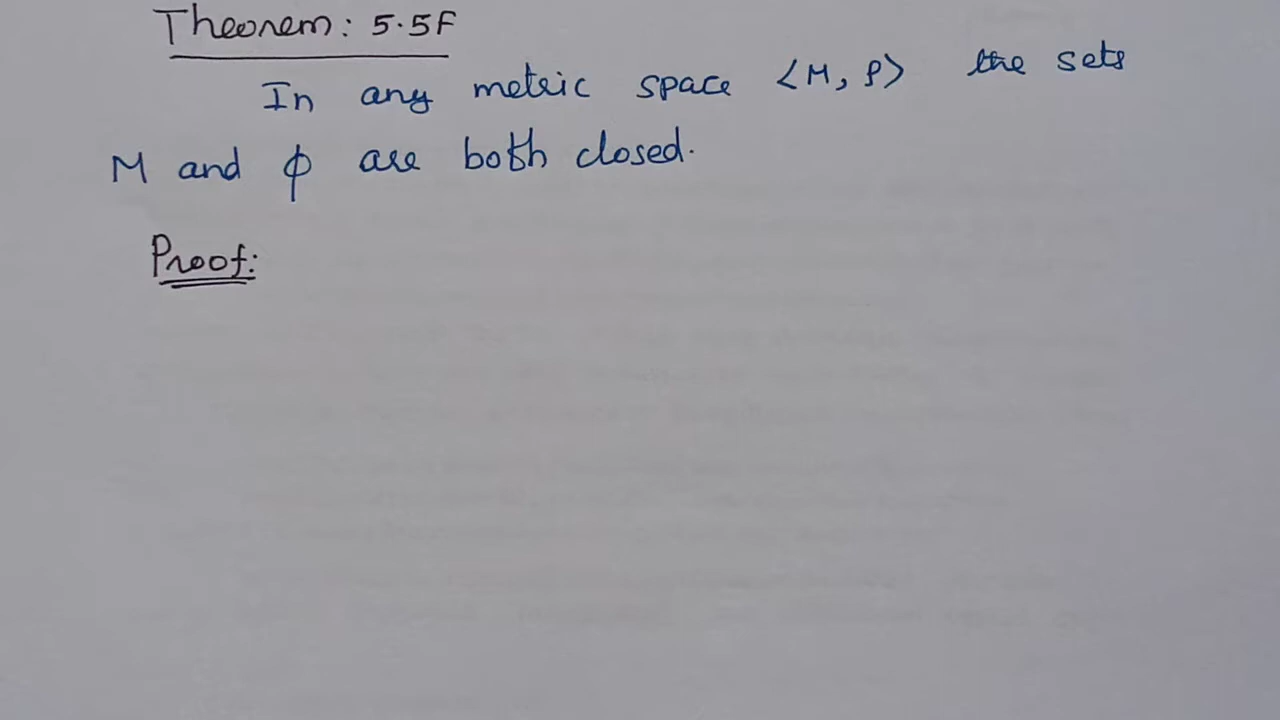 Theorem: 5.5F
In any metric space <M, ρ> the sets
M and ϕ are both closed.
Proof: